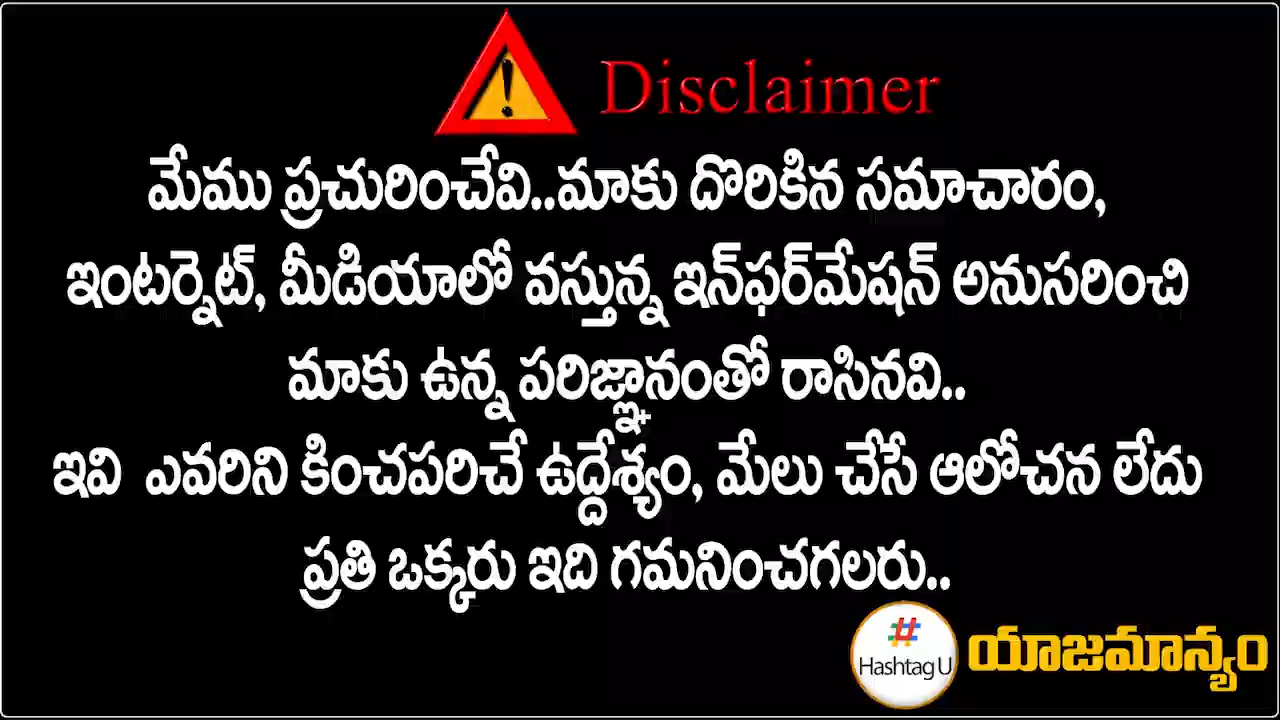 Disclaimer
మేము ప్రచురించేవి..మాకు దొరికిన సమాచారం,
ఇంటర్నెట్, మీడియాలో వస్తున్న ఇన్‌ఫర్‌మేషన్ అనుసరించి
మాకు ఉన్న పరిజ్ఞానంతో రాసినవి..
ఇవి ఎవరిని కించపరిచే ఉద్దేశ్యం, మేలు చేసే ఆలోచన లేదు
ప్రతి ఒక్కరు ఇది గమనించగలరు..
#
Hashtag U
యాజమాన్యం